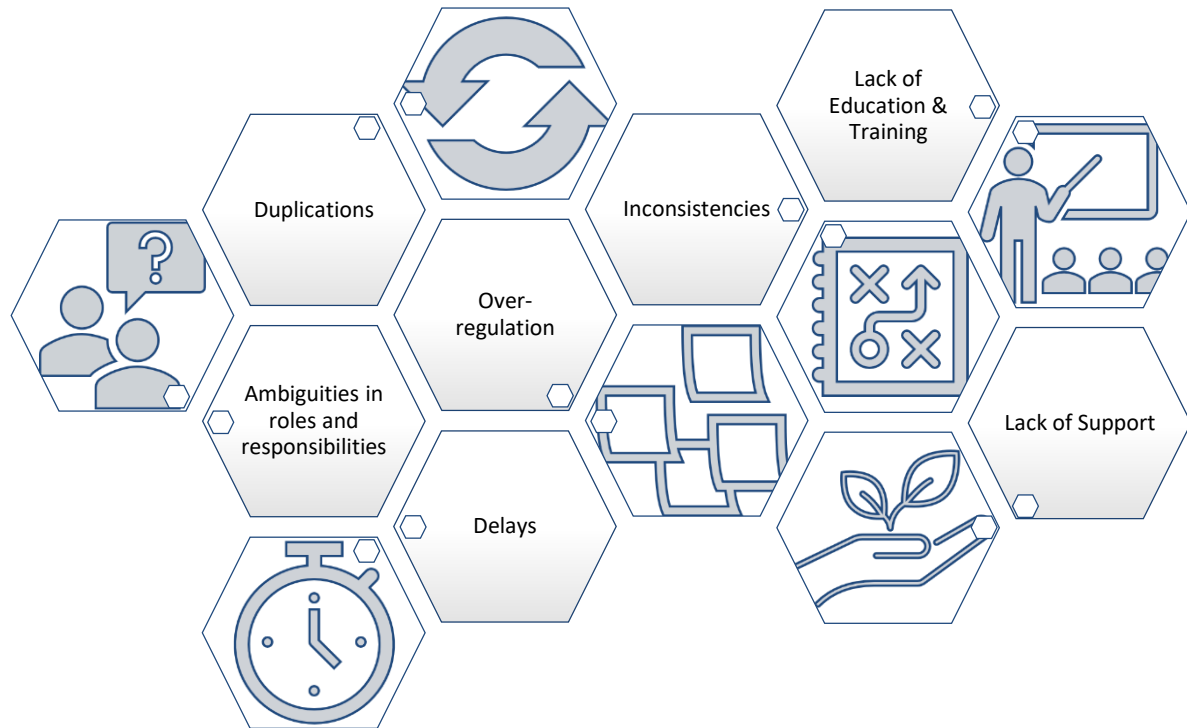 Lack of
Education &
Training
Duplications
Inconsistencies
?
Over-
regulation
Ambiguities in
roles and
responsibilities
Lack of Support
Delays